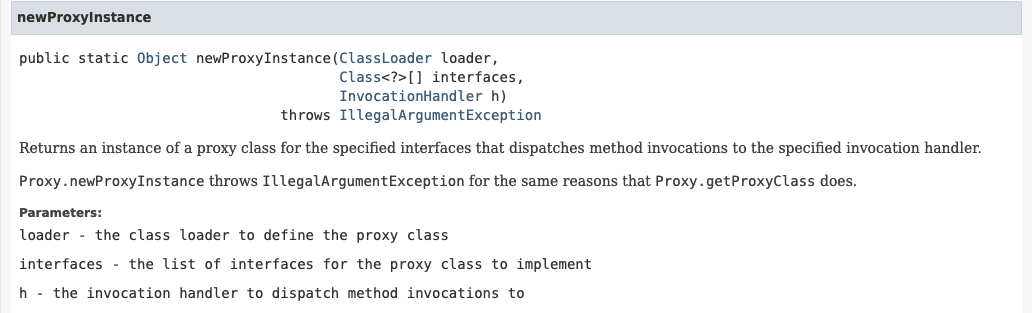 newProxyInstance
public static Object newProxyInstance(ClassLoader loader,
Class<?>[] interfaces,
InvocationHandler h)
throws IllegalArgumentException
Returns an instance of a proxy class for the specified interfaces that dispatches method invocations to the specified invocation handler.
Proxy.newProxyInstance throws IllegalArgumentException for the same reasons that Proxy.getProxyClass does.
Parameters:
loader - the class loader to define the proxy class
interfaces - the list of interfaces for the proxy class to implement
h - the invocation handler to dispatch method invocations to